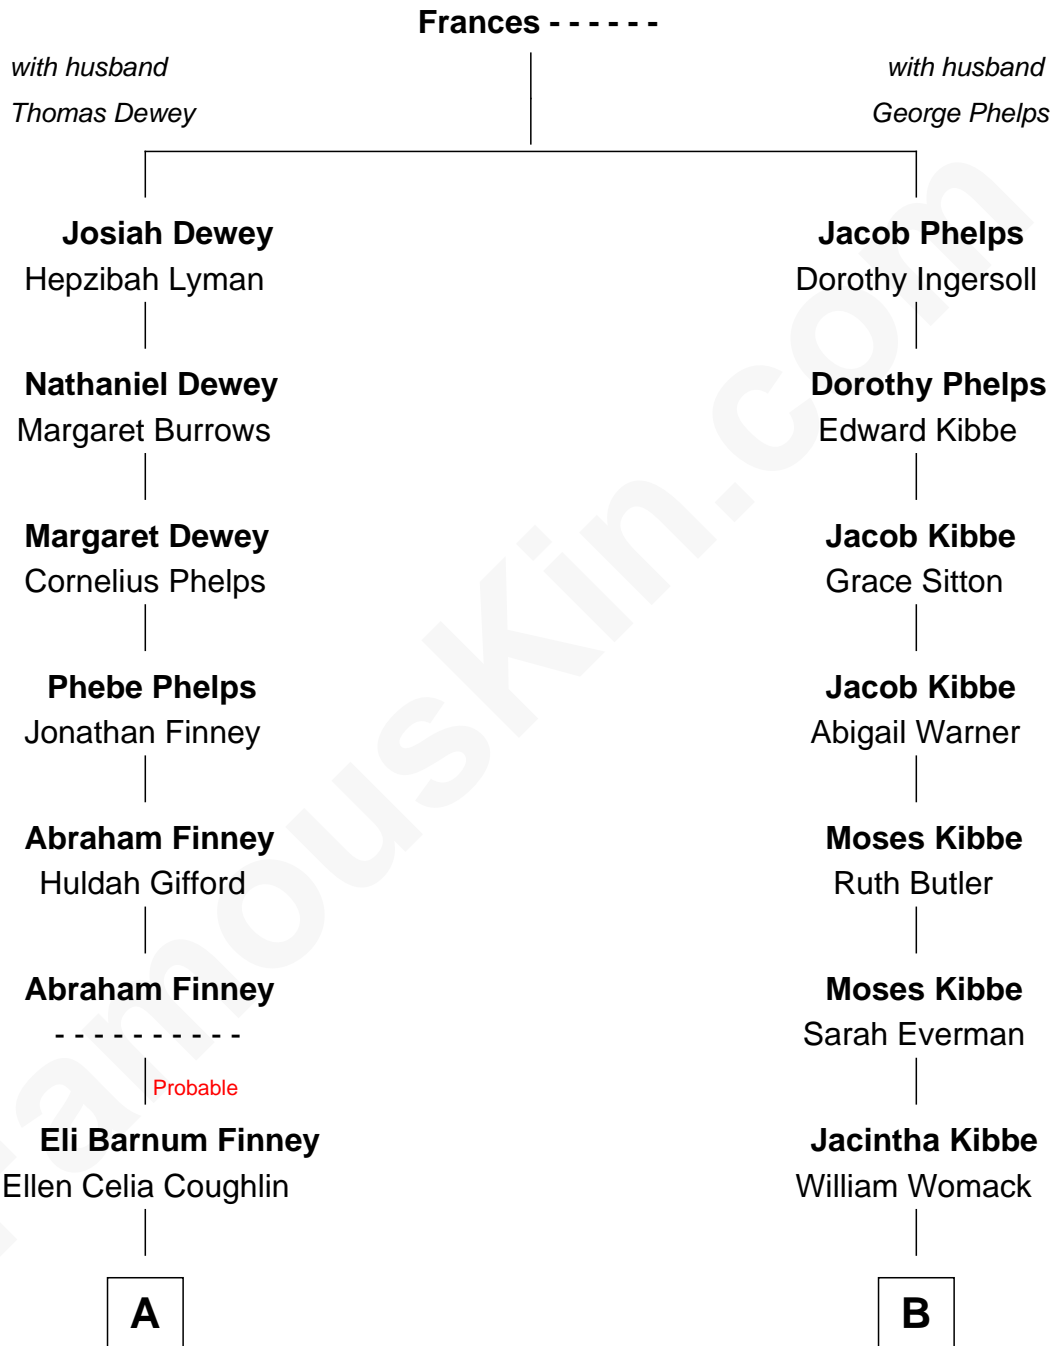 Frances - - - - - -
with husband
Thomas Dewey
with husband
George Phelps
Josiah Dewey
Hepzibah Lyman
Jacob Phelps
Dorothy Ingersoll
Nathaniel Dewey
Margaret Burrows
Dorothy Phelps
Edward Kibbe
Margaret Dewey
Cornelius Phelps
Jacob Kibbe
Grace Sitton
Phebe Phelps
Jonathan Finney
Jacob Kibbe
Abigail Warner
Abraham Finney
Huldah Gifford
Moses Kibbe
Ruth Butler
Abraham Finney
- - - - - - - - - -
Moses Kibbe
Sarah Everman
Probable
Eli Barnum Finney
Ellen Celia Coughlin
Jacintha Kibbe
William Womack
A
B
FamousKin.com